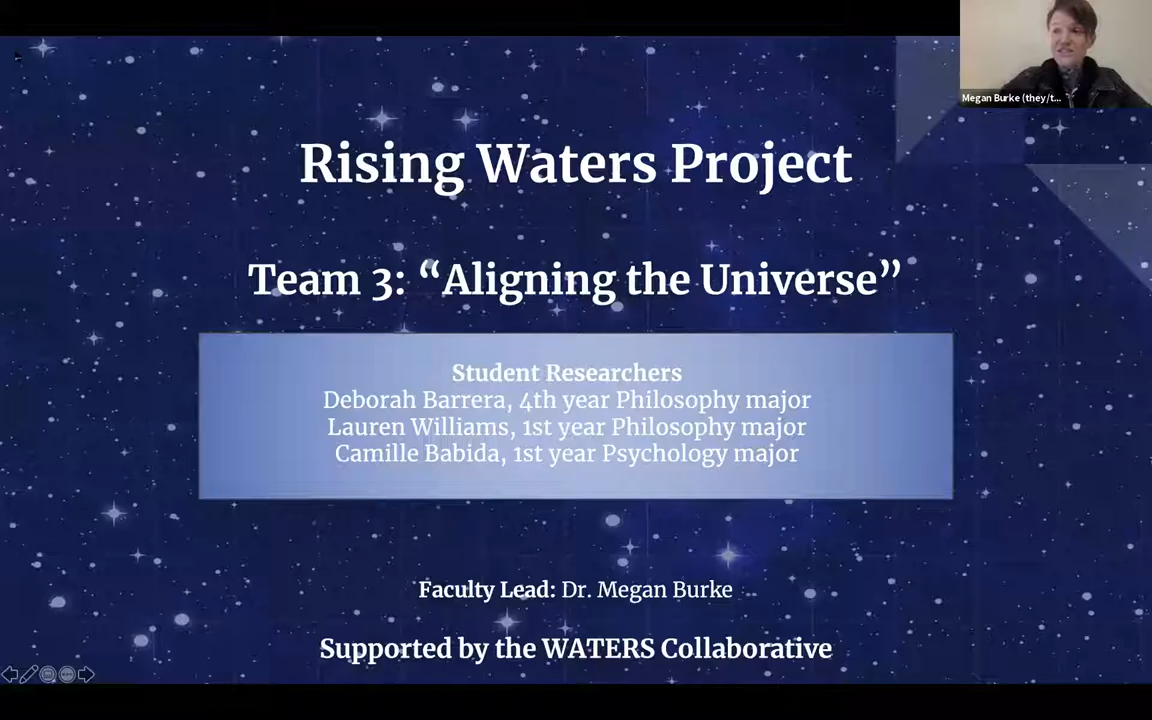 Megan Burke (they/t...
Rising Waters Project
Team 3: “Aligning the Universe”
Student Researchers
Deborah Barrera, 4th year Philosophy major
Lauren Williams, 1st year Philosophy major
Camille Babida, 1st year Psychology major
Faculty Lead: Dr. Megan Burke
Supported by the WATERS Collaborative